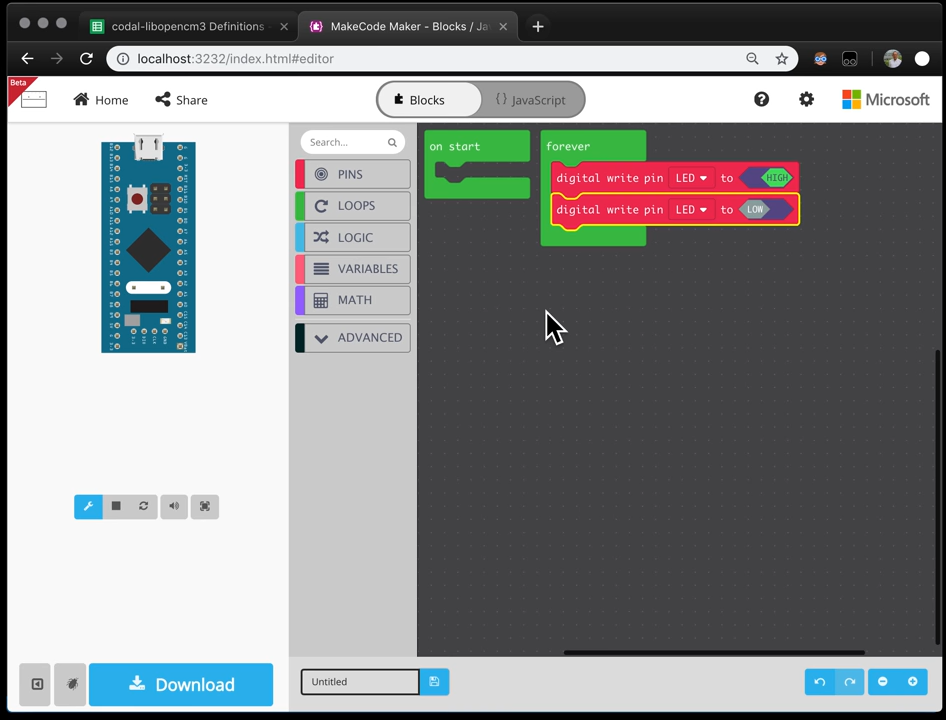 codal-libopencm3 Definitions
MakeCode Maker - Blocks / Ja
localhost:3232/index.html#editor
Beta
Home
Share
Blocks
{} JavaScript
Microsoft
Search...
PINS
LOOPS
LOGIC
VARIABLES
MATH
ADVANCED
on start
forever
digital write pin LED to HIGH
digital write pin LED to LOW
Download
Untitled